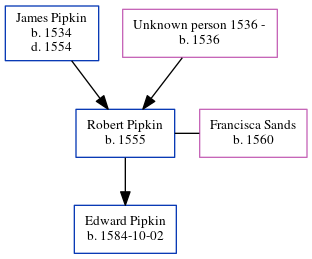 James Pipkin
b. 1534
d. 1554
Unknown person 1536 -
b. 1536
Robert Pipkin
b. 1555
Francisca Sands
b. 1560
Edward Pipkin
b. 1584-10-02